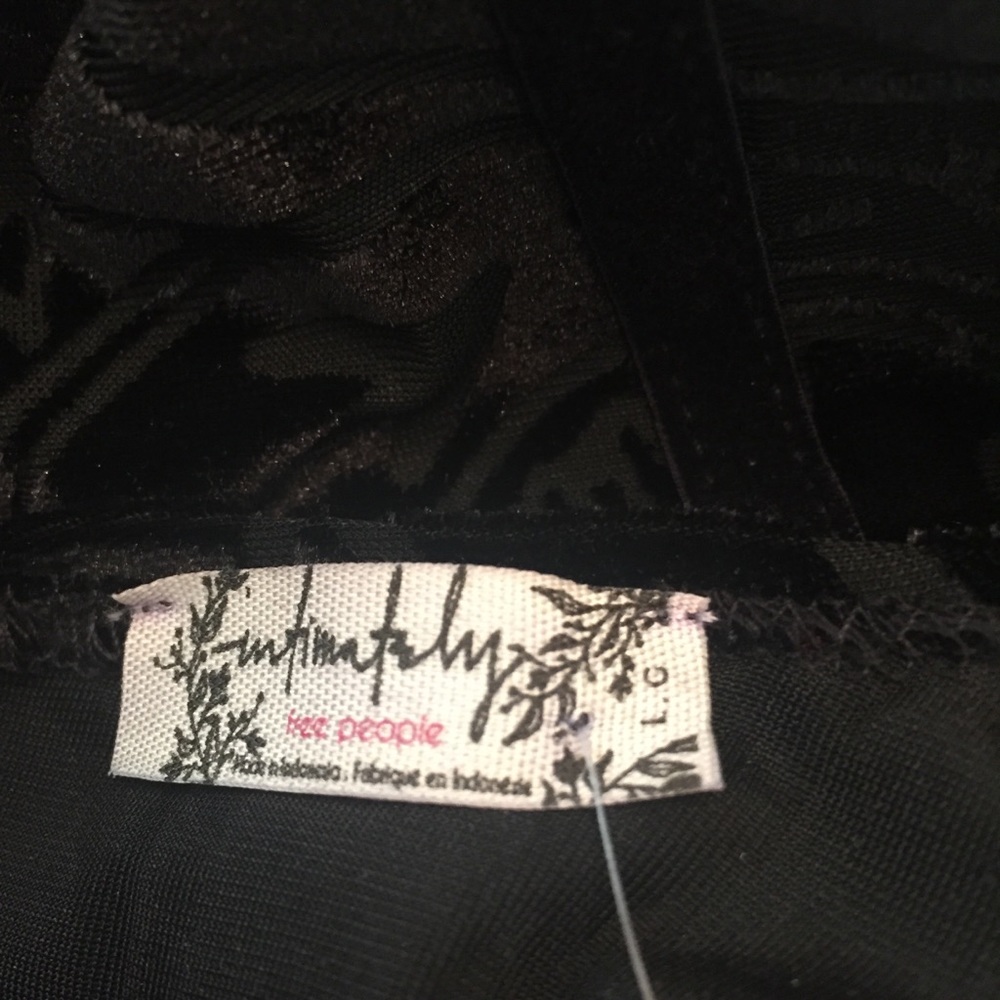 intimately
free people
Made in Indonesia . Fabriqué en Indonésie
L.G